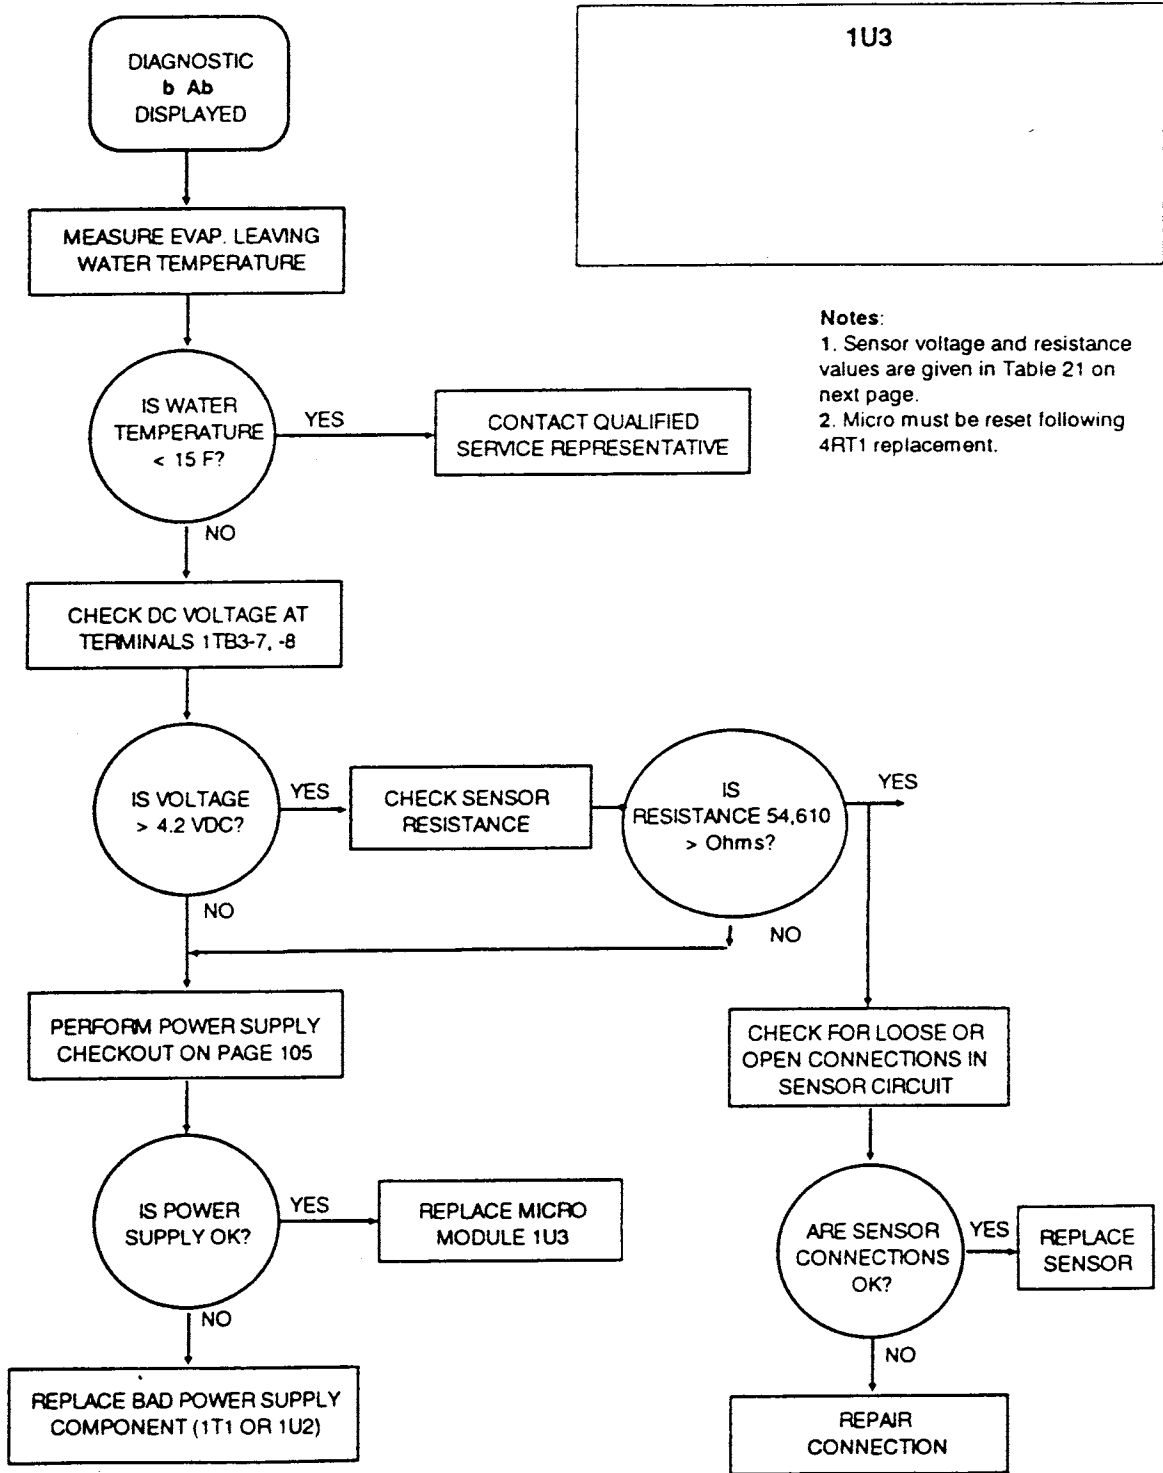 DIAGNOSTIC
b Ab
DISPLAYED
1U3
MEASURE EVAP. LEAVING
WATER TEMPERATURE
Notes:
1. Sensor voltage and resistance
values are given in Table 21 on
next page.
2. Micro must be reset following
4RT1 replacement.
IS WATER
TEMPERATURE
< 15 F?
YES
CONTACT QUALIFIED
SERVICE REPRESENTATIVE
NO
CHECK DC VOLTAGE AT
TERMINALS 1TB3-7, -8
IS VOLTAGE
> 4.2 VDC?
YES
CHECK SENSOR
RESISTANCE
IS
RESISTANCE 54,610
> Ohms?
YES
NO
NO
PERFORM POWER SUPPLY
CHECKOUT ON PAGE 105
CHECK FOR LOOSE OR
OPEN CONNECTIONS IN
SENSOR CIRCUIT
IS POWER
SUPPLY OK?
YES
REPLACE MICRO
MODULE 1U3
ARE SENSOR
CONNECTIONS
OK?
YES
REPLACE
SENSOR
NO
REPLACE BAD POWER SUPPLY
COMPONENT (1T1 OR 1U2)
NO
REPAIR
CONNECTION